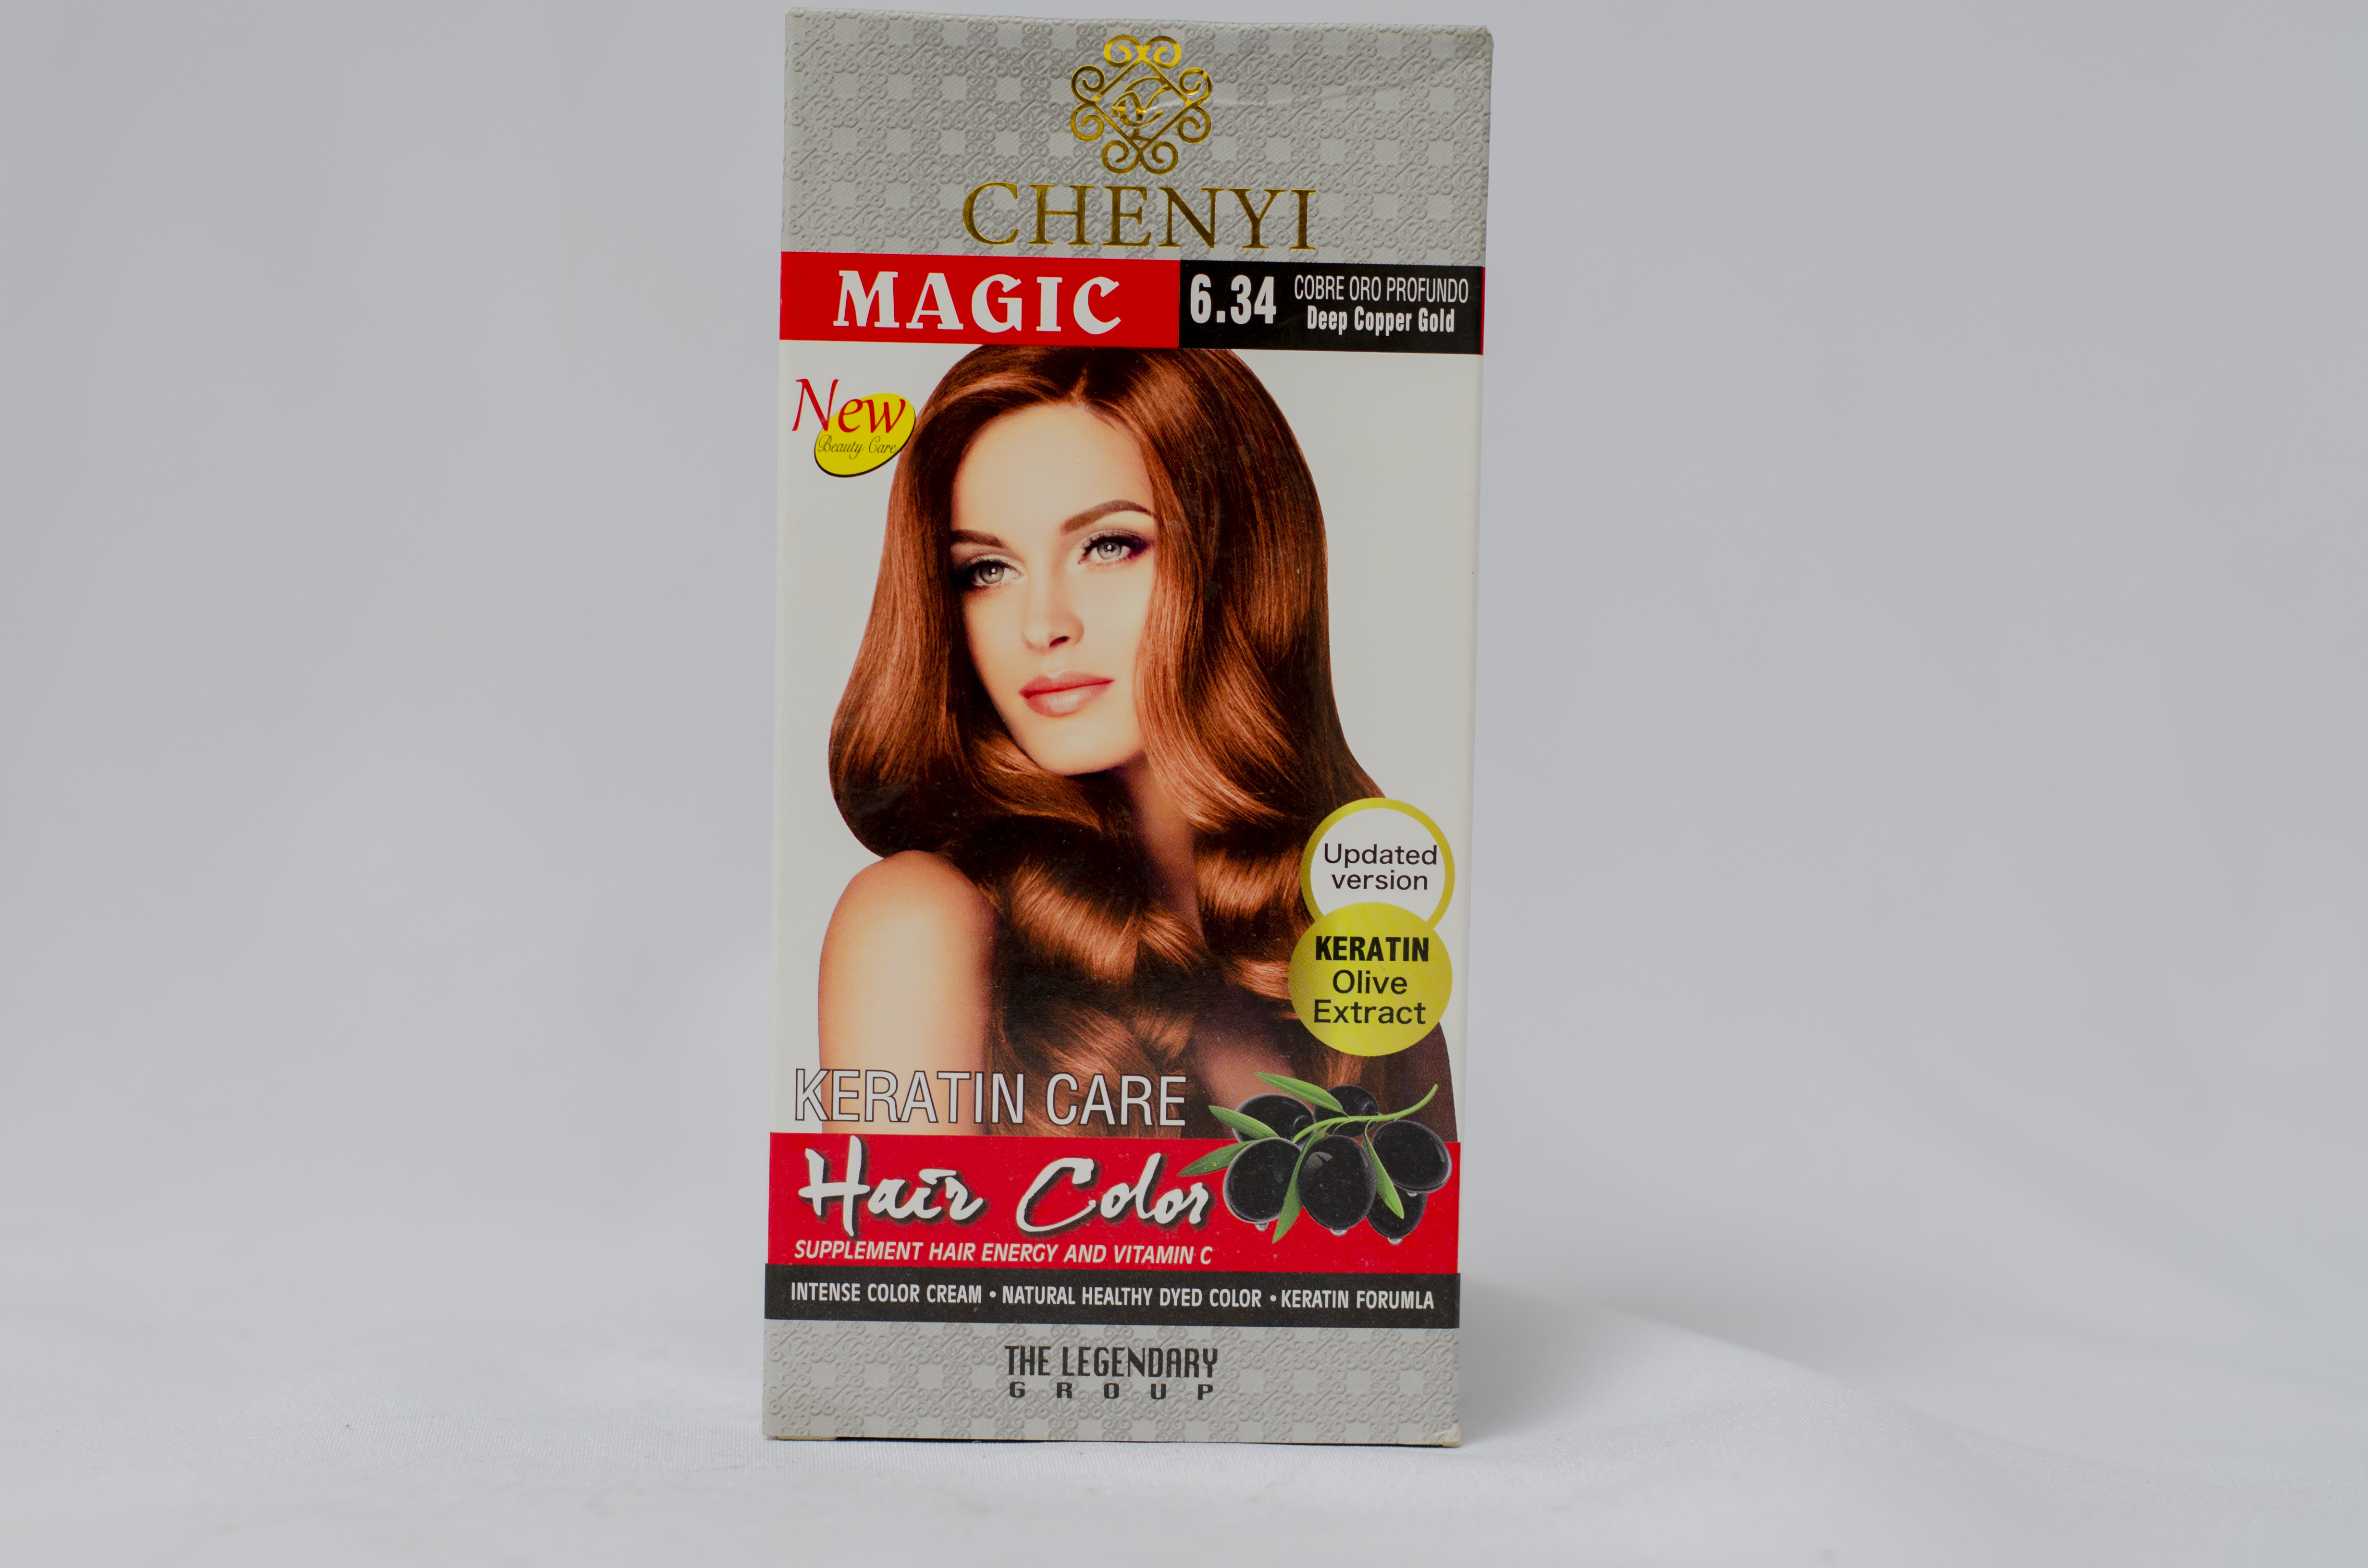 CHENYI
MAGIC
6.34
COBRE ORO PROFUNDO
Deep Copper Gold
New
Beauty Care
Updated
version
KERATIN
Olive
Extract
KERATIN CARE
Hair Color
SUPPLEMENT HAIR ENERGY AND VITAMIN C
INTENSE COLOR CREAM • NATURAL HEALTHY DYED COLOR • KERATIN FORUMLA
THE LEGENDARY
GROUP